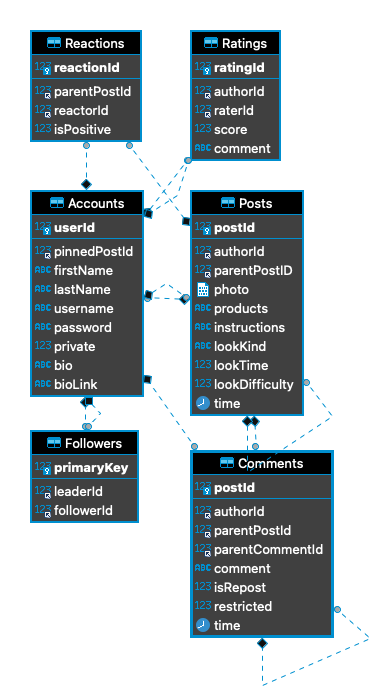 Reactions
123 reactionId
123 parentPostId
123 reactorId
123 isPositive
Ratings
123 ratingId
123 authorId
123 raterId
123 score
ABC comment
Accounts
123 userId
123 pinnedPostId
ABC firstName
ABC lastName
ABC username
ABC password
123 private
ABC bio
ABC bioLink
Posts
123 postId
123 authorId
123 parentPostID
photo
ABC products
ABC instructions
ABC lookKind
123 lookTime
123 lookDifficulty
time
Followers
123 primaryKey
123 leaderId
123 followerId
Comments
123 postId
123 authorId
123 parentPostId
123 parentCommentId
ABC comment
123 isRepost
123 restricted
time